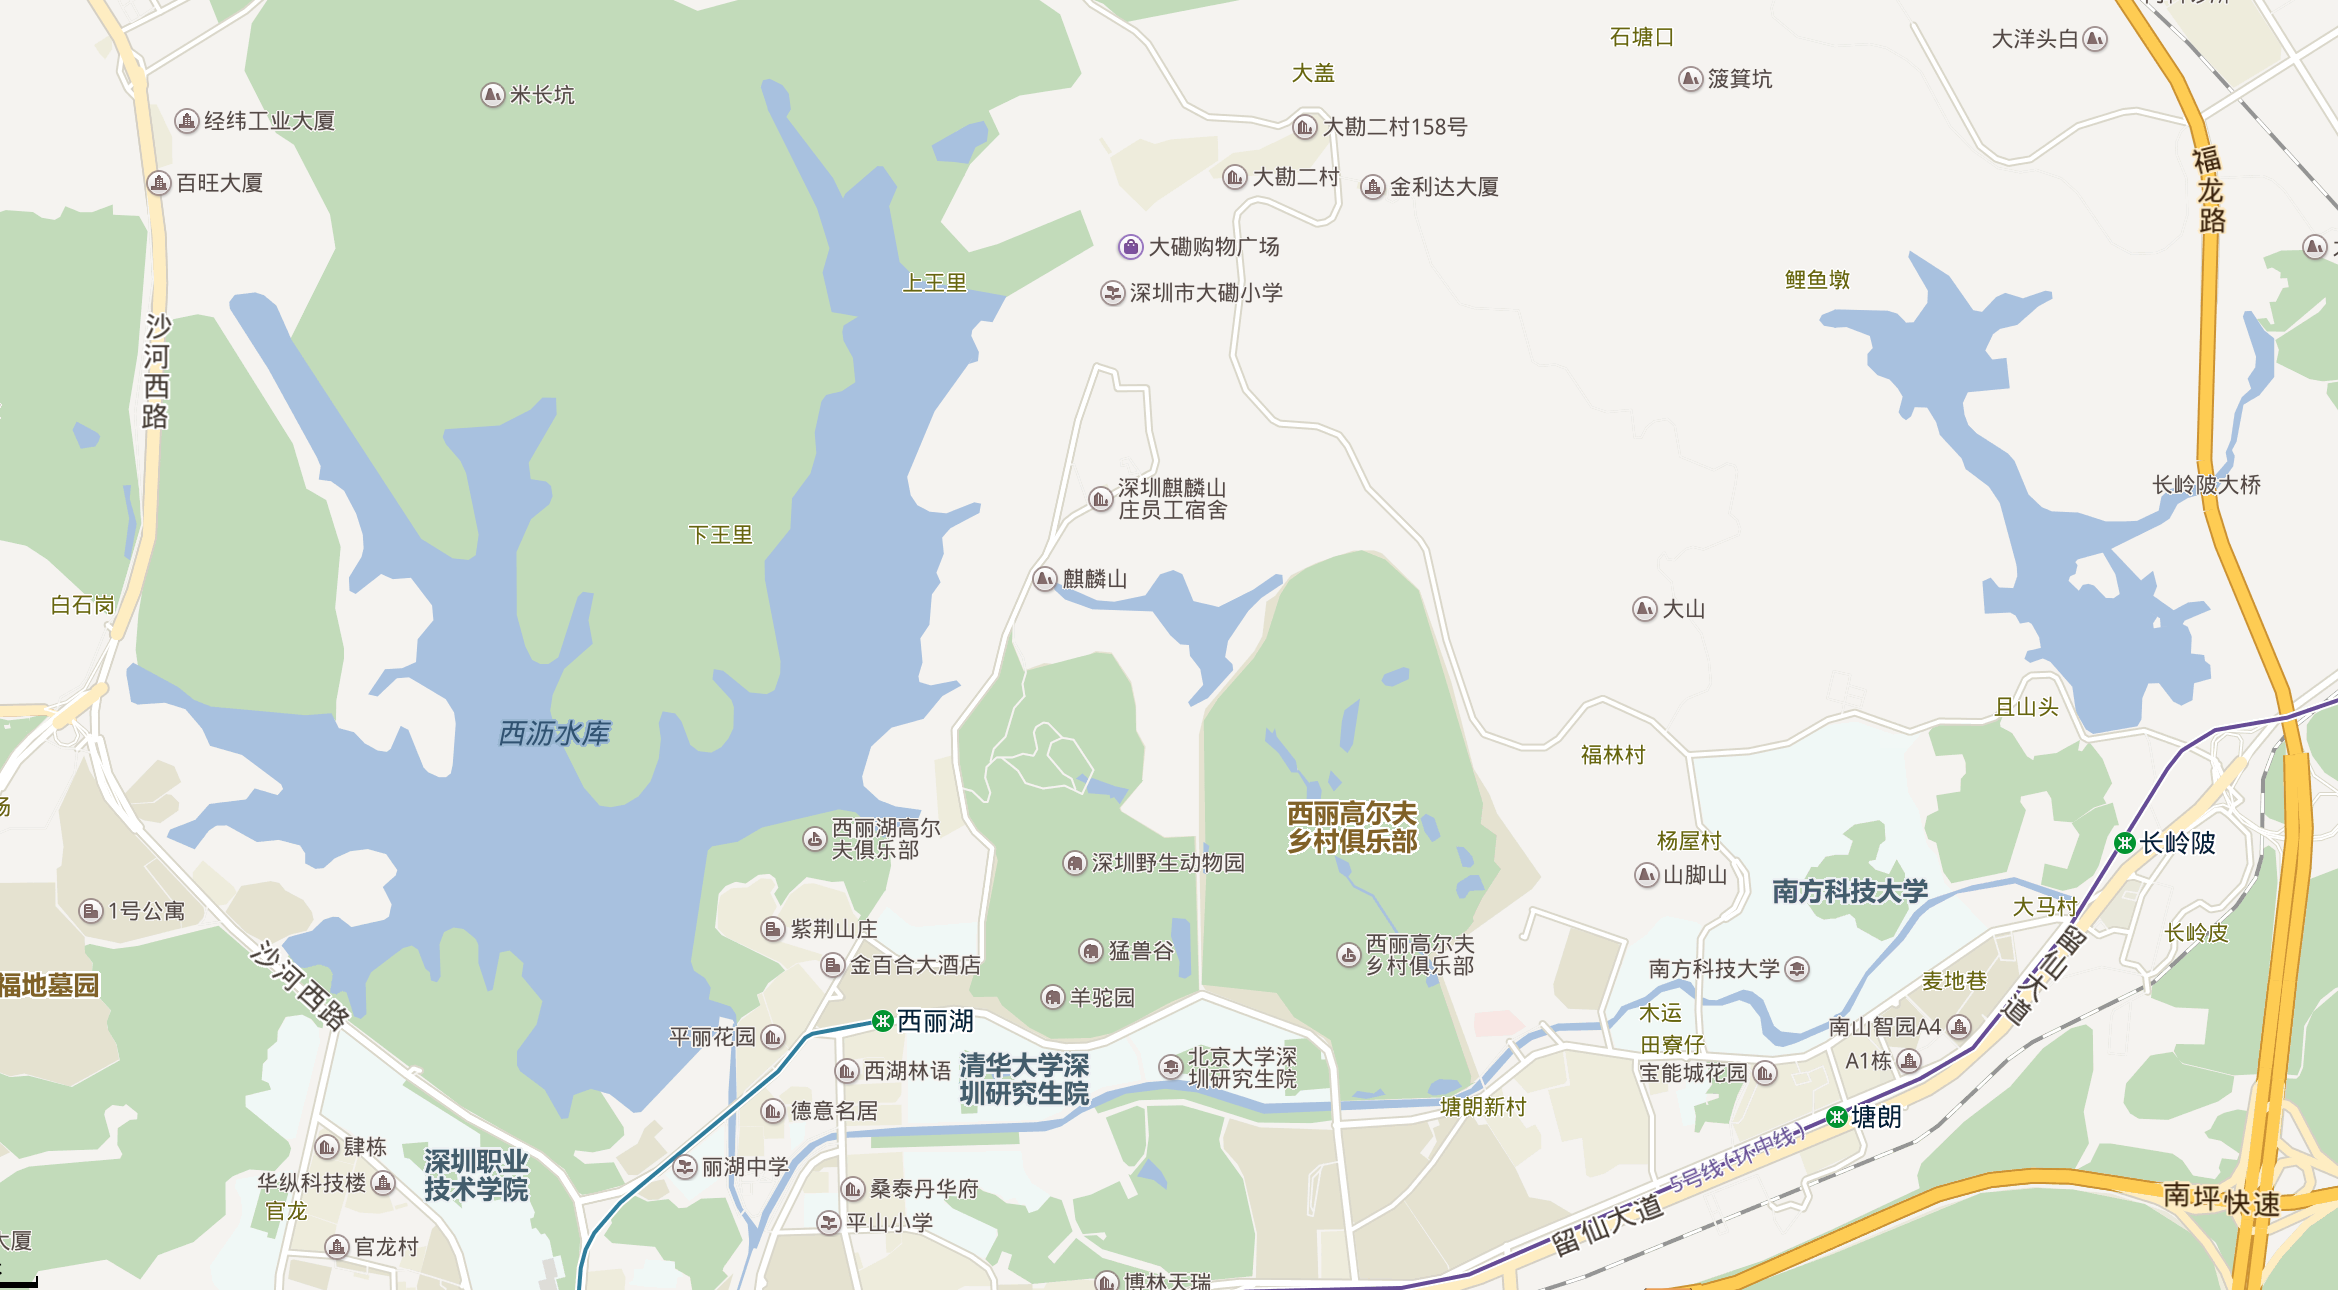 石塘口
大洋头白
大盖
菠萁坑
米长坑
经纬工业大厦
大勘二村158号
百旺大厦
大勘二村
金利达大厦
福龙路
大磡购物广场
上王里
鲤鱼墩
深圳市大磡小学
沙河西路
深圳麒麟山
庄员工宿舍
长岭陂大桥
下王里
麒麟山
白石岗
大山
且山头
西沥水库
福林村
西丽高尔夫
乡村俱乐部
西丽湖高尔
夫俱乐部
杨屋村
长岭陂
深圳野生动物园
山脚山
南方科技大学
1号公寓
大马村
紫荆山庄
长岭皮
猛兽谷
西丽高尔夫
乡村俱乐部
金百合大酒店
南方科技大学
麦地巷
留仙大道
福地墓园
沙河西路
羊驼园
木运
西丽湖
南山智园A4
平丽花园
田寮仔
清华大学深
圳研究生院
北京大学深
圳研究生院
A1栋
西湖林语
宝能城花园
德意名居
塘朗新村
塘朗
肆栋
5号线(环中线)
深圳职业
技术学院
丽湖中学
华纵科技楼
桑泰丹华府
南坪快速
官龙
平山小学
留仙大道
官龙村
大厦
博林天瑞